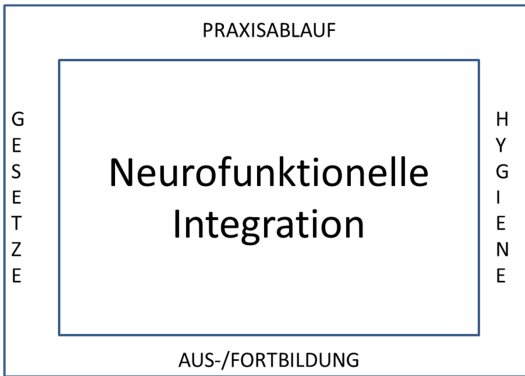 PRAXISABLAUF
GESETZE
Neurofunktionelle
Integration
HYGIENE
AUS-/FORTBILDUNG